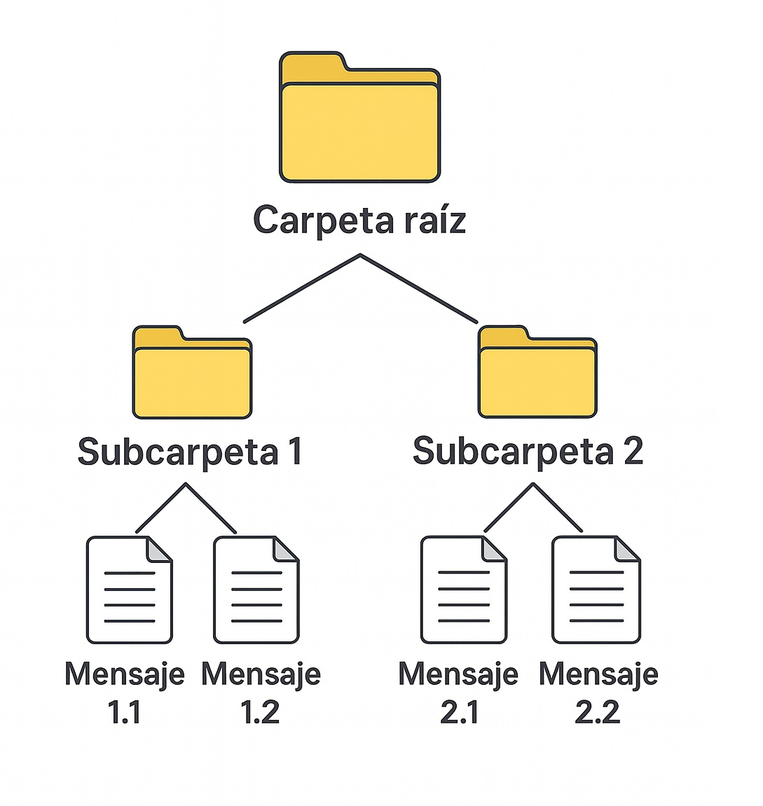 Carpeta raíz
Subcarpeta 1
Subcarpeta 2
Mensaje
1.1
Mensaje
1.2
Mensaje
2.1
Mensaje
2.2